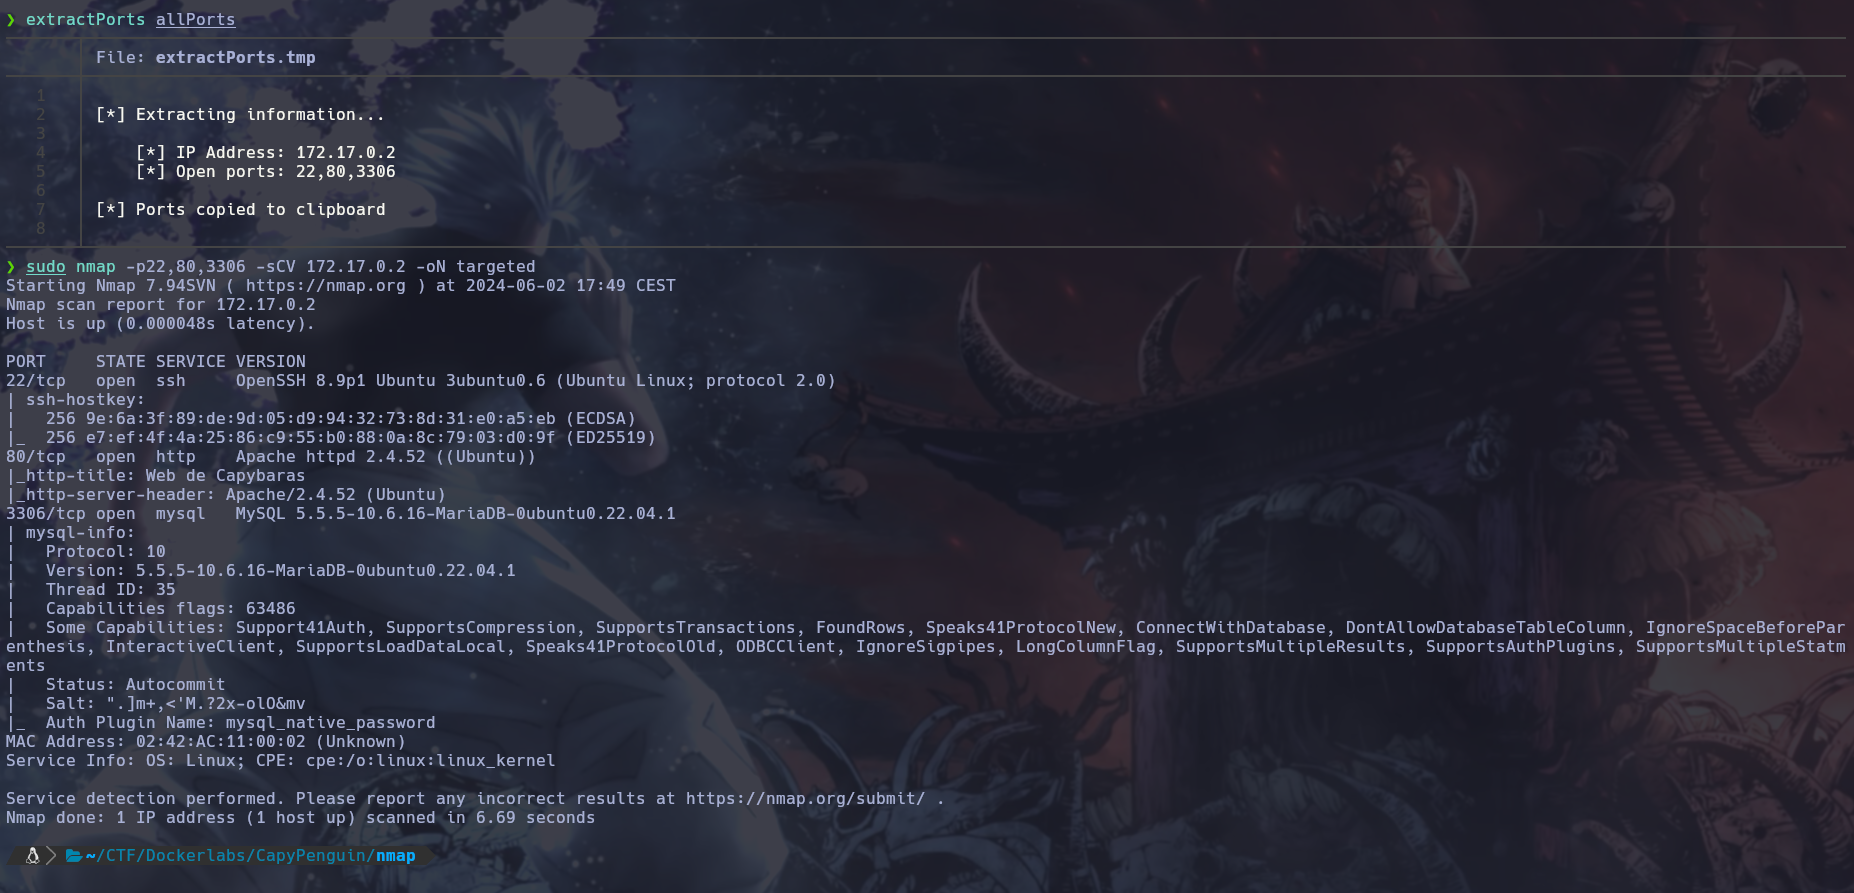 ❯ extractPorts allPorts
File: extractPorts.tmp
1
2 [*] Extracting information...
3
4 [*] IP Address: 172.17.0.2
5 [*] Open ports: 22,80,3306
6
7 [*] Ports copied to clipboard
8
❯ sudo nmap -p22,80,3306 -sCV 172.17.0.2 -oN targeted
Starting Nmap 7.94SVN ( https://nmap.org ) at 2024-06-02 17:49 CEST
Nmap scan report for 172.17.0.2
Host is up (0.000048s latency).
PORT     STATE SERVICE VERSION
22/tcp   open  ssh     OpenSSH 8.9p1 Ubuntu 3ubuntu0.6 (Ubuntu Linux; protocol 2.0)
| ssh-hostkey:
|   256 9e:6a:3f:89:de:9d:05:d9:94:32:73:8d:31:e0:a5:eb (ECDSA)
|_  256 e7:ef:4f:4a:25:86:c9:55:b0:88:0a:8c:79:03:d0:9f (ED25519)
80/tcp   open  http    Apache httpd 2.4.52 ((Ubuntu))
|_http-title: Web de Capybaras
|_http-server-header: Apache/2.4.52 (Ubuntu)
3306/tcp open  mysql   MySQL 5.5.5-10.6.16-MariaDB-0ubuntu0.22.04.1
| mysql-info:
|   Protocol: 10
|   Version: 5.5.5-10.6.16-MariaDB-0ubuntu0.22.04.1
|   Thread ID: 35
|   Capabilities flags: 63486
|   Some Capabilities: Support41Auth, SupportsCompression, SupportsTransactions, FoundRows, Speaks41ProtocolNew, ConnectWithDatabase, DontAllowDatabaseTableColumn, IgnoreSpaceBeforePar
enthesis, InteractiveClient, SupportsLoadDataLocal, Speaks41ProtocolOld, ODBCClient, IgnoreSigpipes, LongColumnFlag, SupportsMultipleResults, SupportsAuthPlugins, SupportsMultipleStatm
ents
|   Status: Autocommit
|   Salt: ".]m+,<'M.?2x-olO&mv
|_  Auth Plugin Name: mysql_native_password
MAC Address: 02:42:AC:11:00:02 (Unknown)
Service Info: OS: Linux; CPE: cpe:/o:linux:linux_kernel
Service detection performed. Please report any incorrect results at https://nmap.org/submit/ .
Nmap done: 1 IP address (1 host up) scanned in 6.69 seconds
~/CTF/Dockerlabs/CapyPenguin/nmap